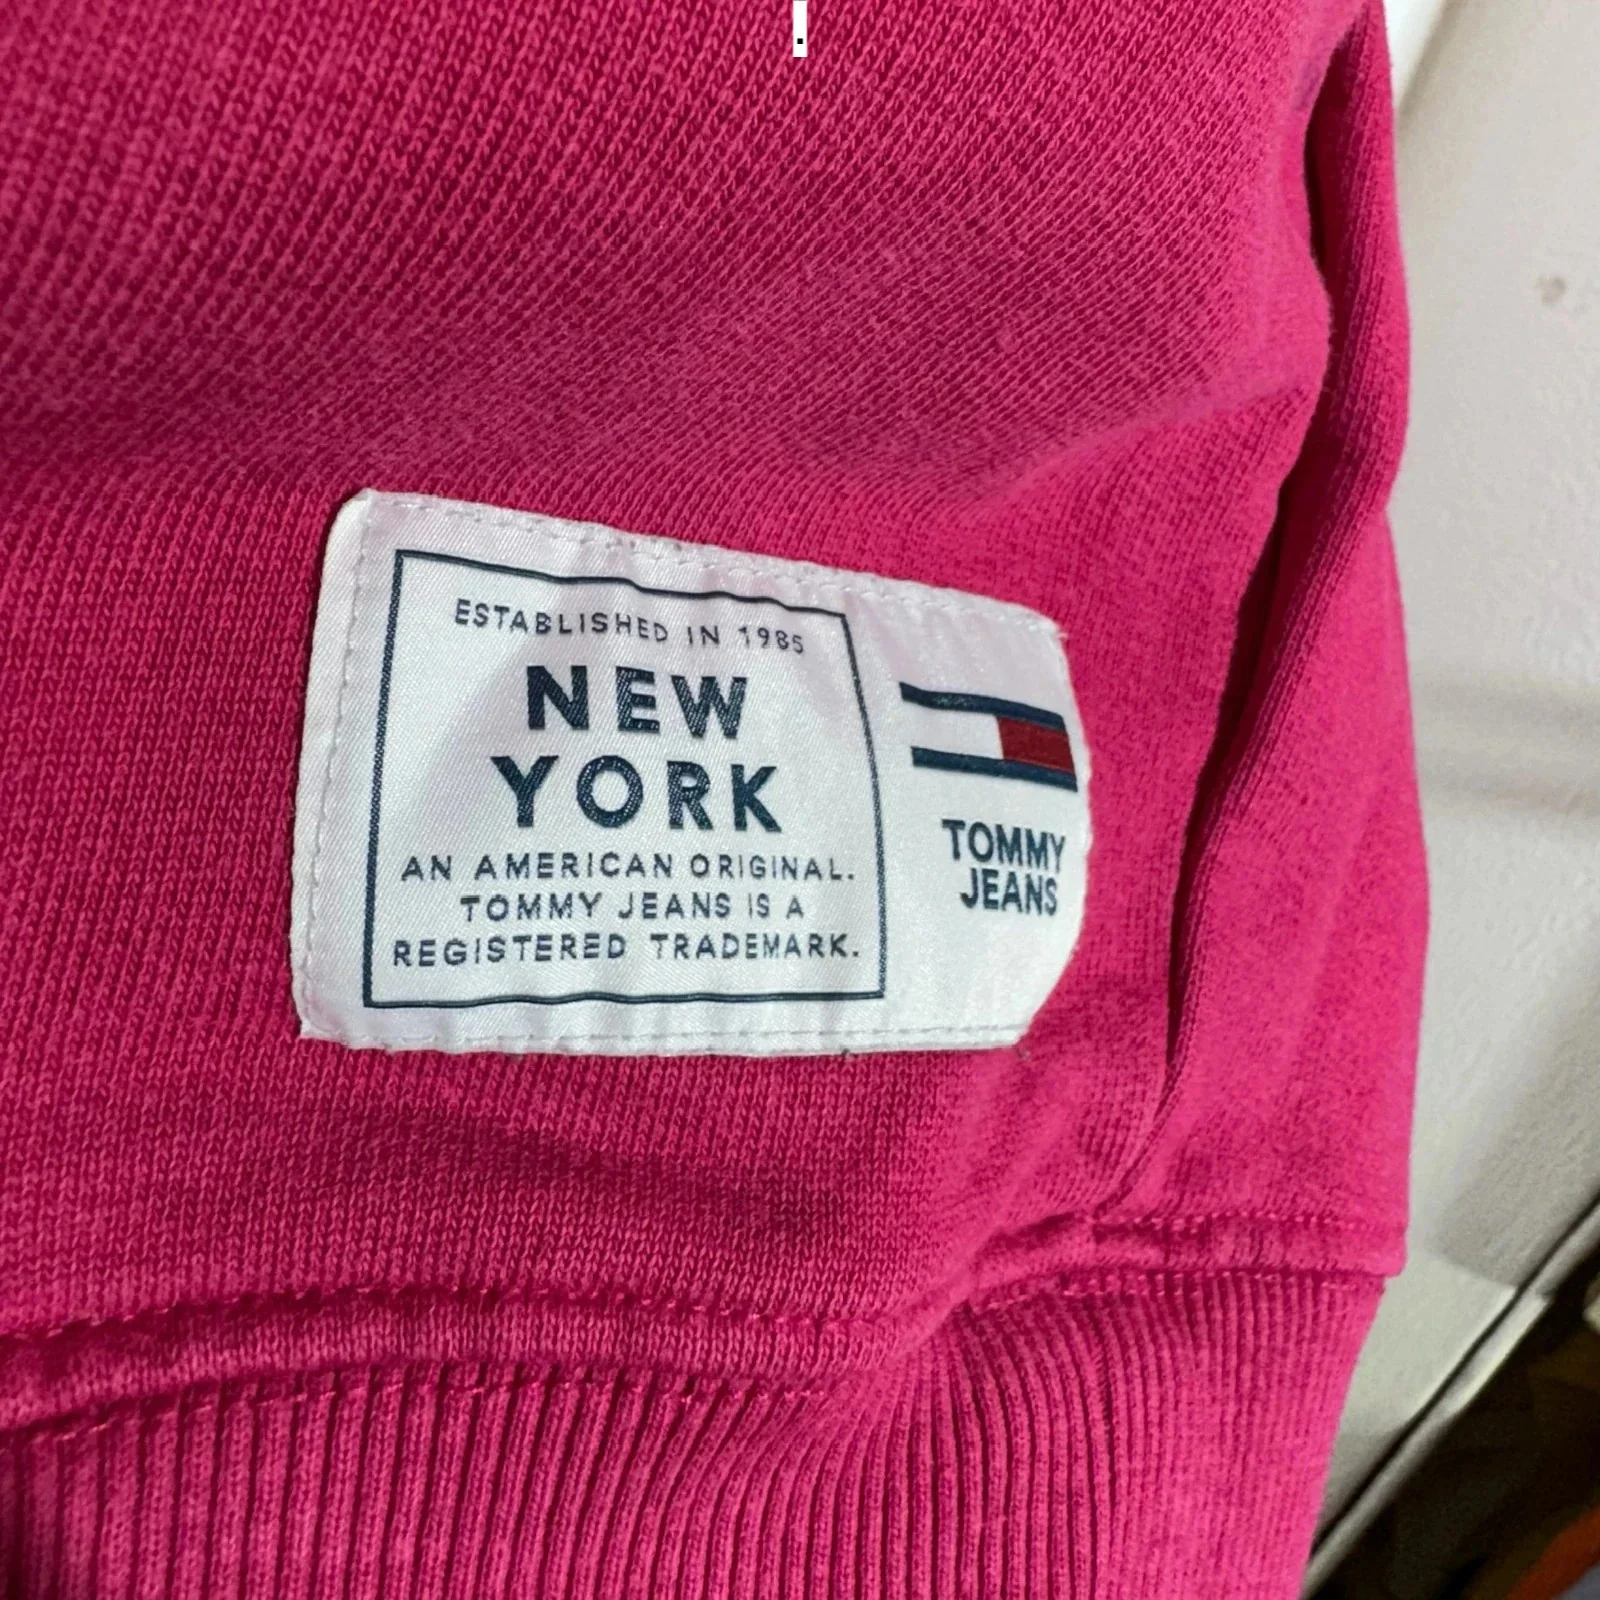 .
ESTABLISHED IN 1985
NEW
YORK
AN AMERICAN ORIGINAL.
TOMMY JEANS IS A
REGISTERED TRADEMARK.
TOMMY
JEANS